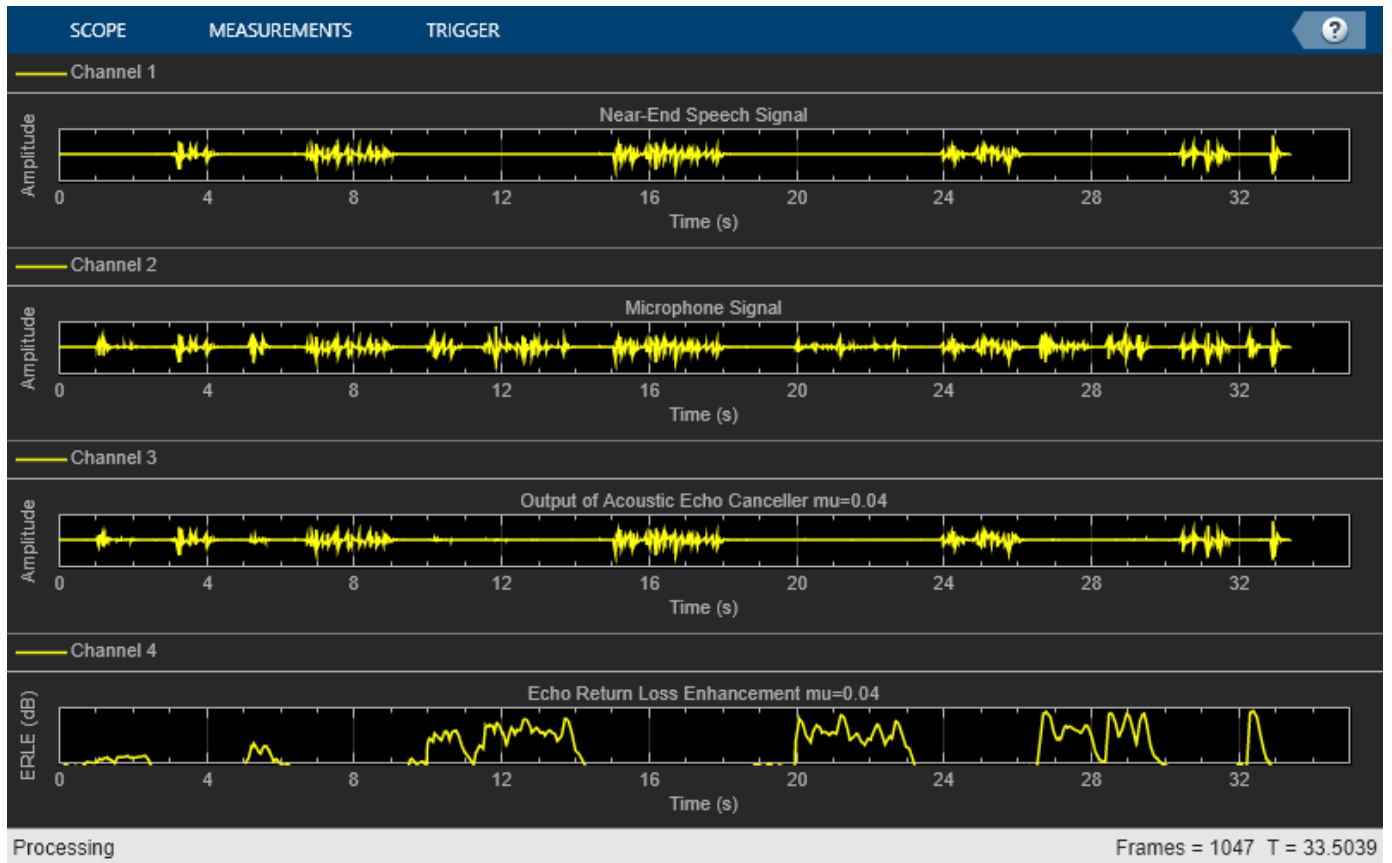 SCOPE MEASUREMENTS TRIGGER ?
Channel 1
Near-End Speech Signal
Amplitude
0 4 8 12 16 20 24 28 32
Time (s)
Channel 2
Microphone Signal
Amplitude
0 4 8 12 16 20 24 28 32
Time (s)
Channel 3
Output of Acoustic Echo Canceller mu=0.04
Amplitude
0 4 8 12 16 20 24 28 32
Time (s)
Channel 4
Echo Return Loss Enhancement mu=0.04
ERLE (dB)
0 4 8 12 16 20 24 28 32
Time (s)
Processing Frames = 1047 T = 33.5039